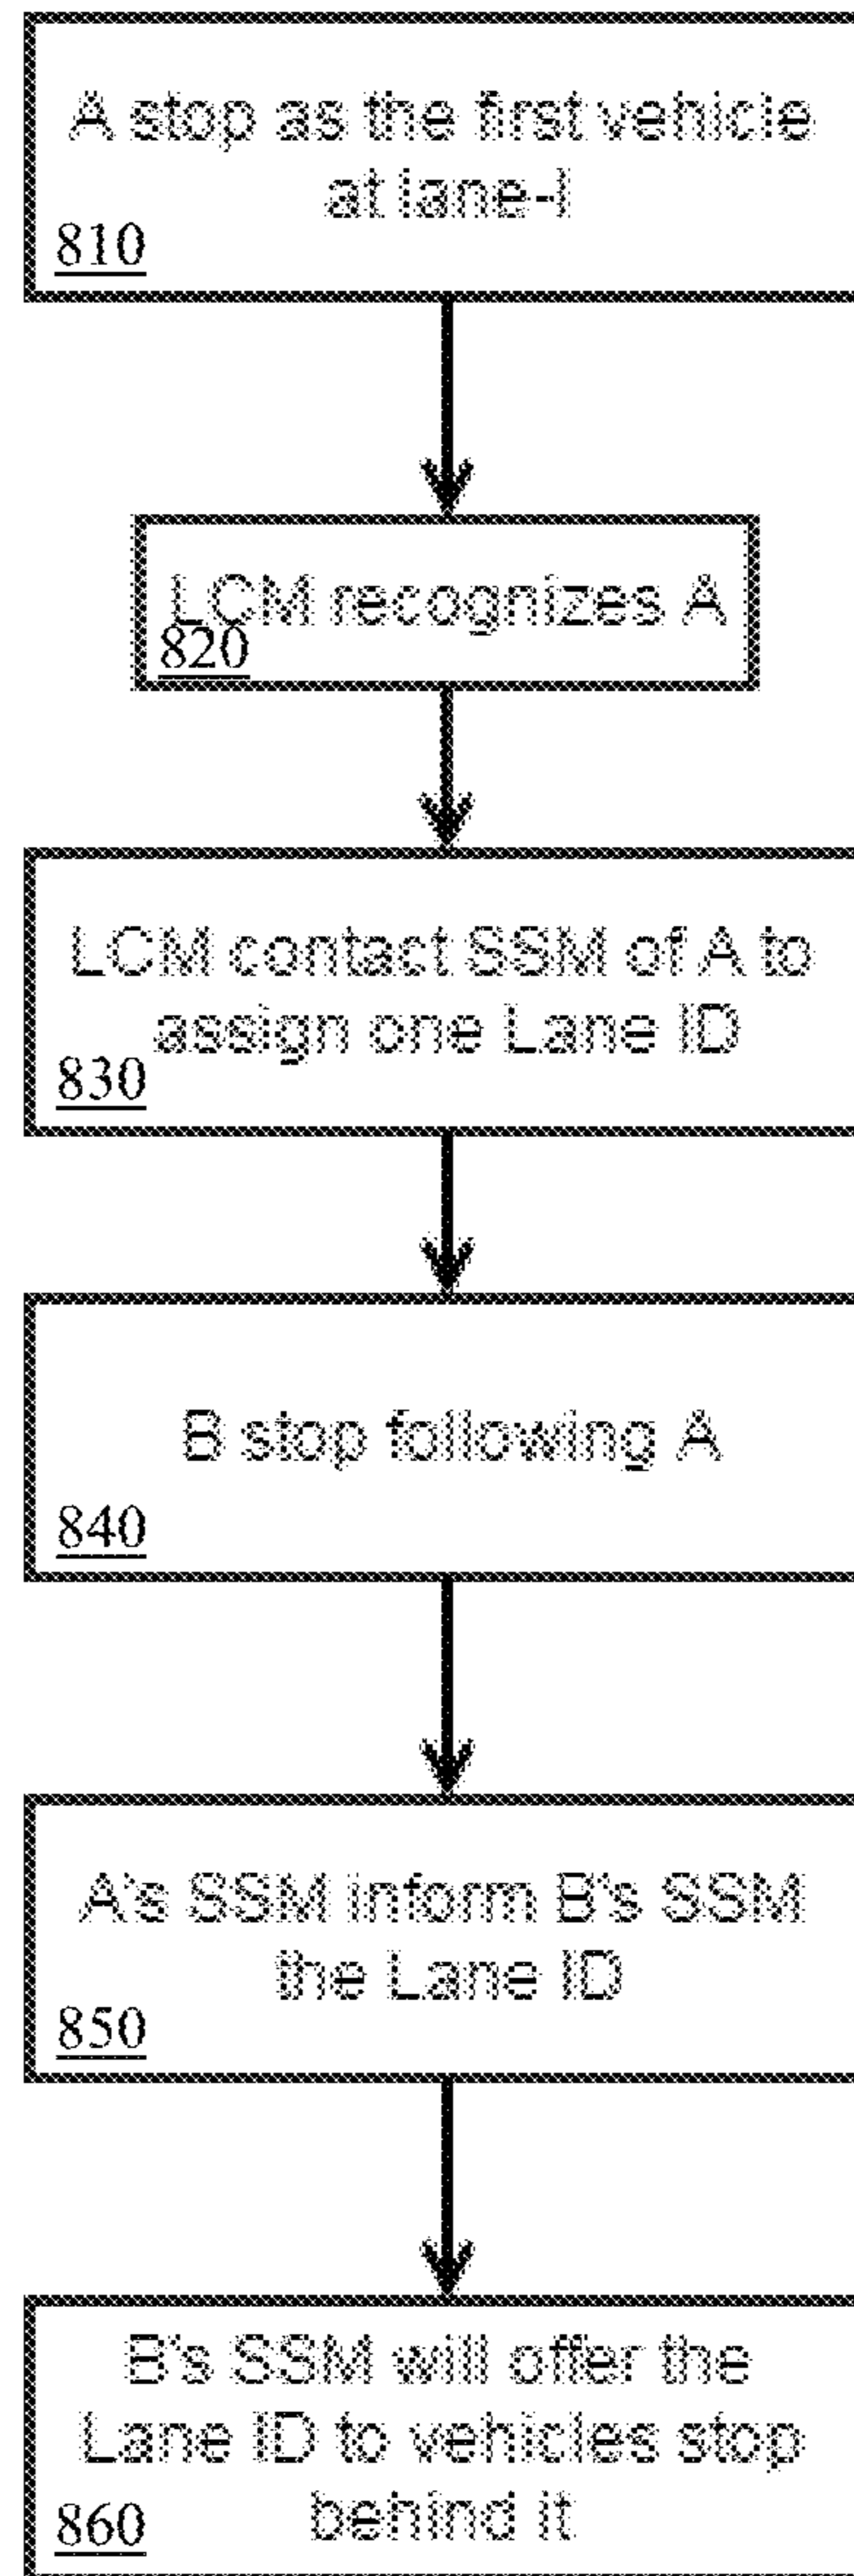 A stop as the first vehicle
at lane-I
810
LCM recognizes A
820
LCM contact SSM of A to
assign one Lane ID
830
B stop following A
840
A's SSM inform B's SSM
the Lane ID
850
B's SSM will offer the
Lane ID to vehicles stop
behind it
860